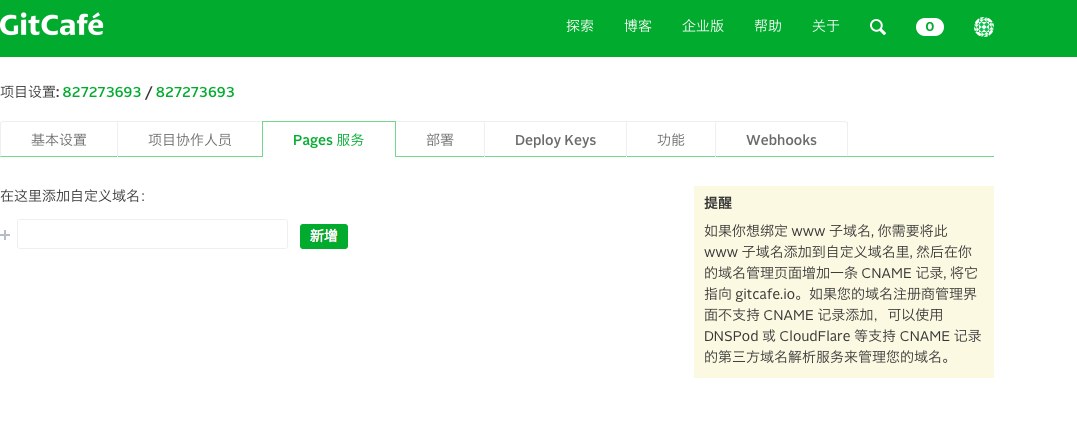 GitCafé
探索 博客 企业版 帮助 关于 0
项目设置: 827273693 / 827273693
基本设置 项目协作人员 Pages 服务 部署 Deploy Keys 功能 Webhooks
在这里添加自定义域名：
+ 新增
提醒
如果你想绑定 www 子域名, 你需要将此
www 子域名添加到自定义域名里, 然后在你
的域名管理页面增加一条 CNAME 记录, 将它
指向 gitcafe.io。如果您的域名注册商管理界
面不支持 CNAME 记录添加，可以使用
DNSPod 或 CloudFlare 等支持 CNAME 记录
的第三方域名解析服务来管理您的域名。